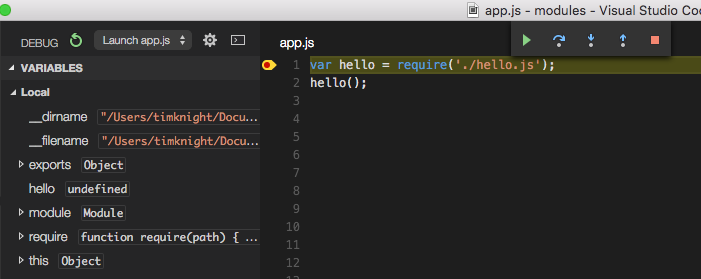 app.js - modules - Visual Studio Co
DEBUG
Launch app.js
VARIABLES
Local
__dirname "/Users/timknight/Docu...
__filename "/Users/timknight/Docu...
exports Object
hello undefined
module Module
require function require(path) { ...
this Object
app.js
1 var hello = require('./hello.js');
2 hello();
3
4
5
6
7
8
9
10
11
12